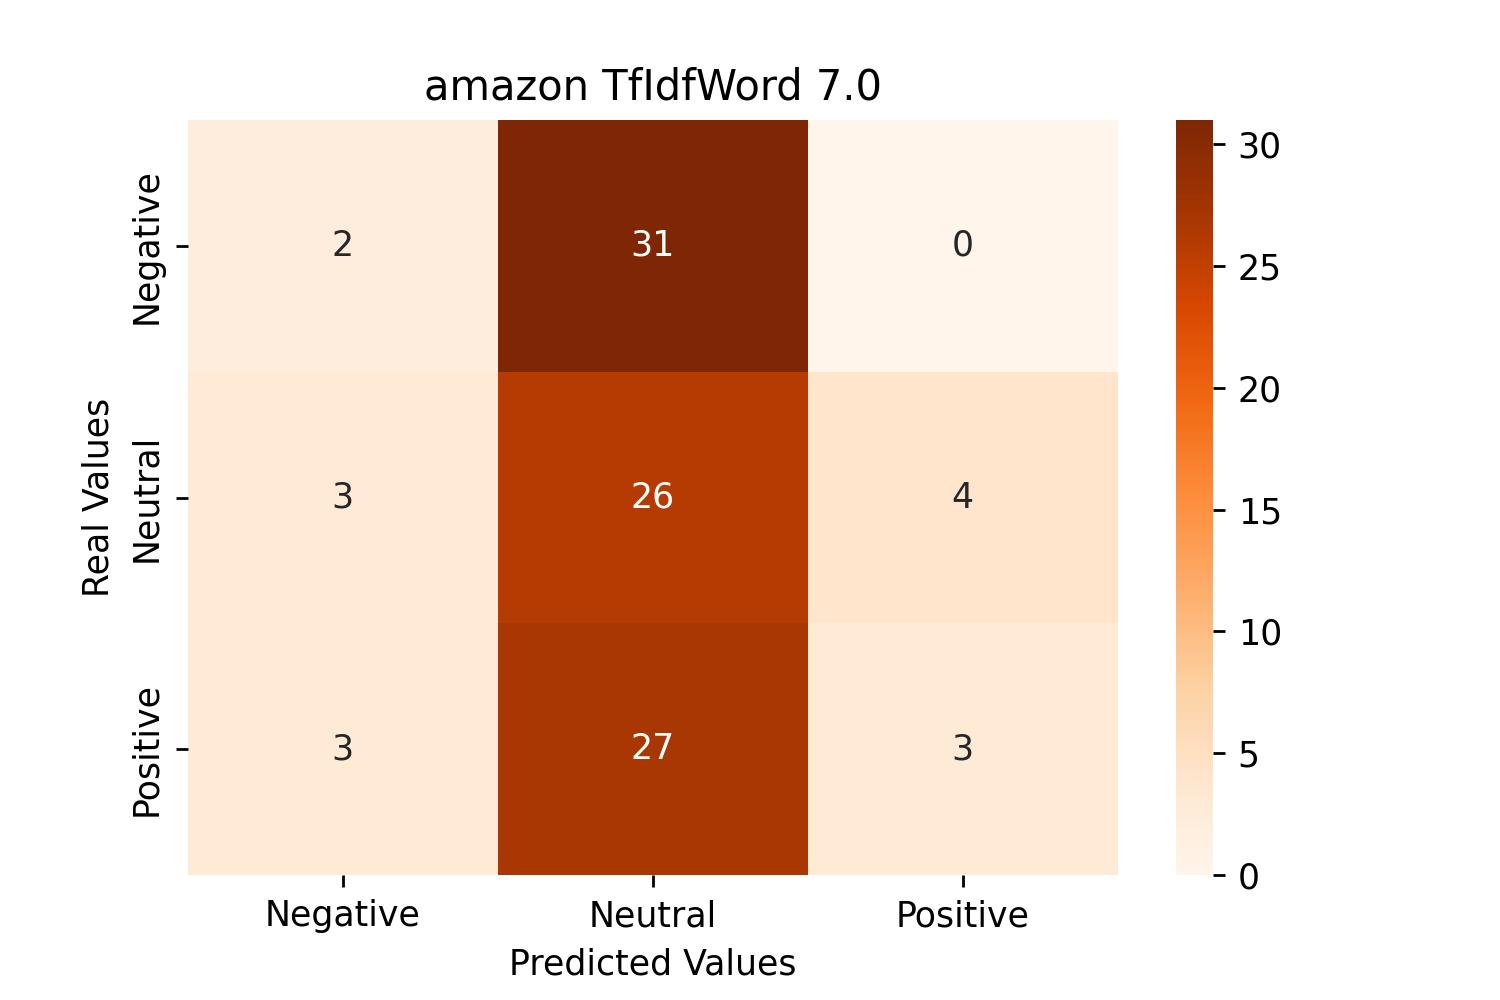 amazon TfIdfWord 7.0
Real Values
Negative
2
31
0
Neutral
3
26
4
Positive
3
27
3
Negative
Neutral
Positive
Predicted Values
30
25
20
15
10
5
0